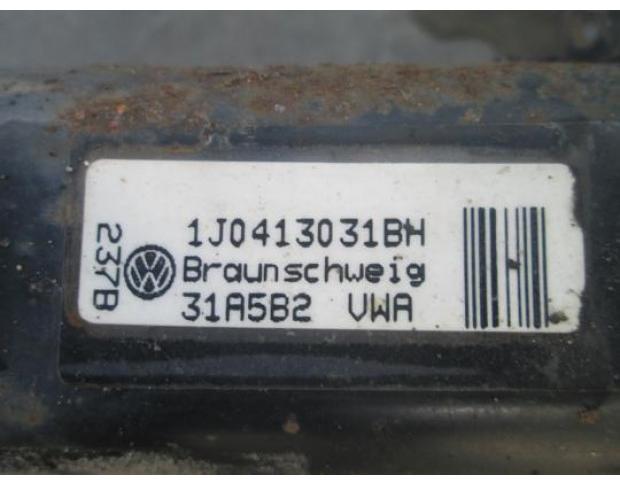 237B
1J0413031BH
Braunschweig
31A5B2 VWA